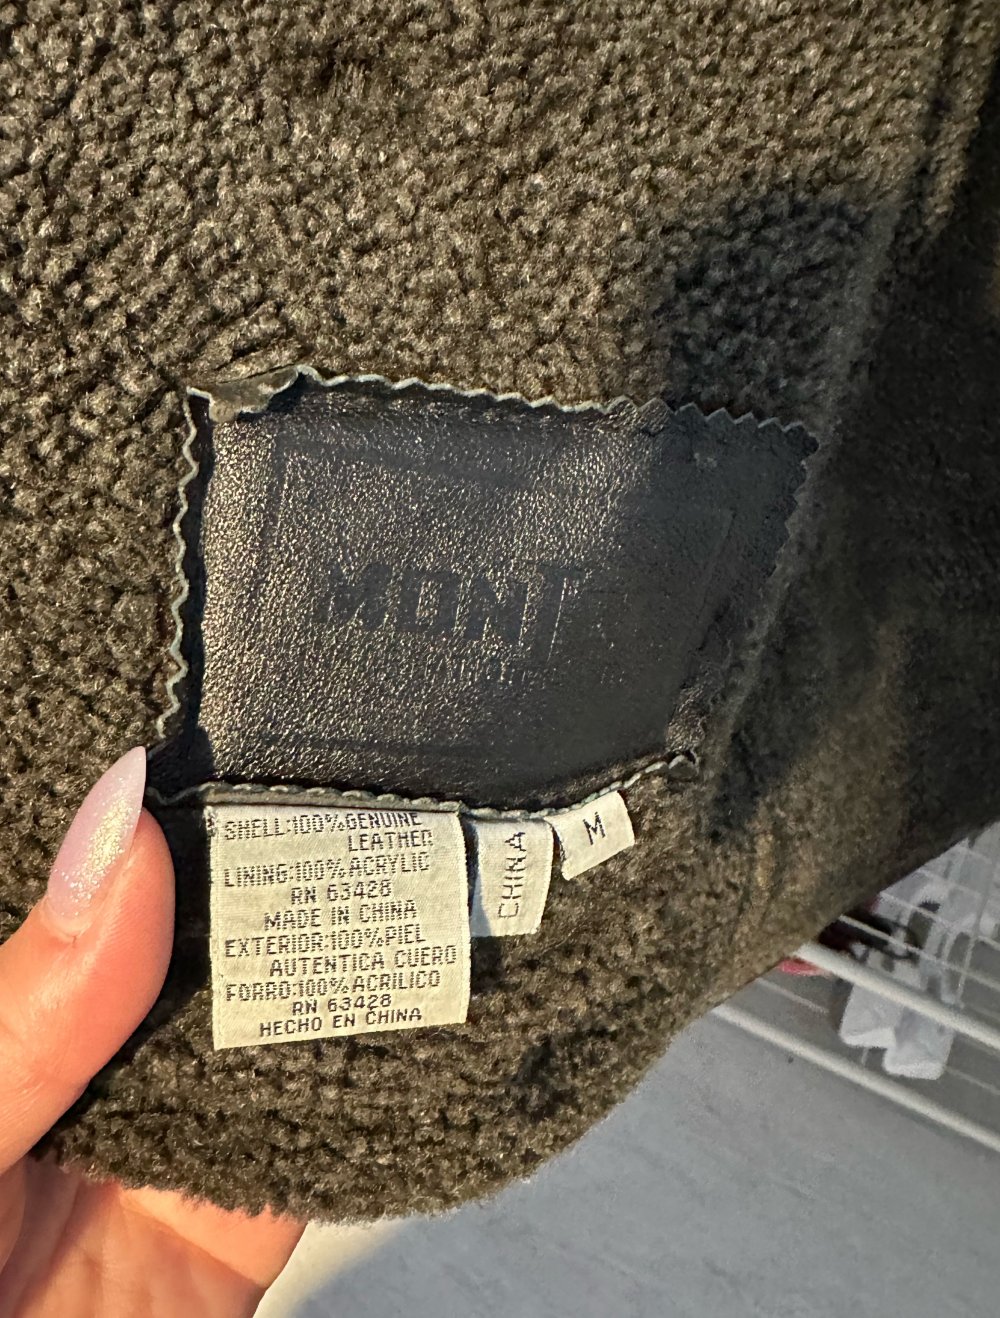 MONT
SHELL:100%GENUINE
LEATHER
LINING:100%ACRYLIC
RN 63428
MADE IN CHINA
EXTERIOR:100%PIEL
AUTENTICA CUERO
FORRO:100%ACRILICO
RN 63428
HECHO EN CHINA
CHINA
M